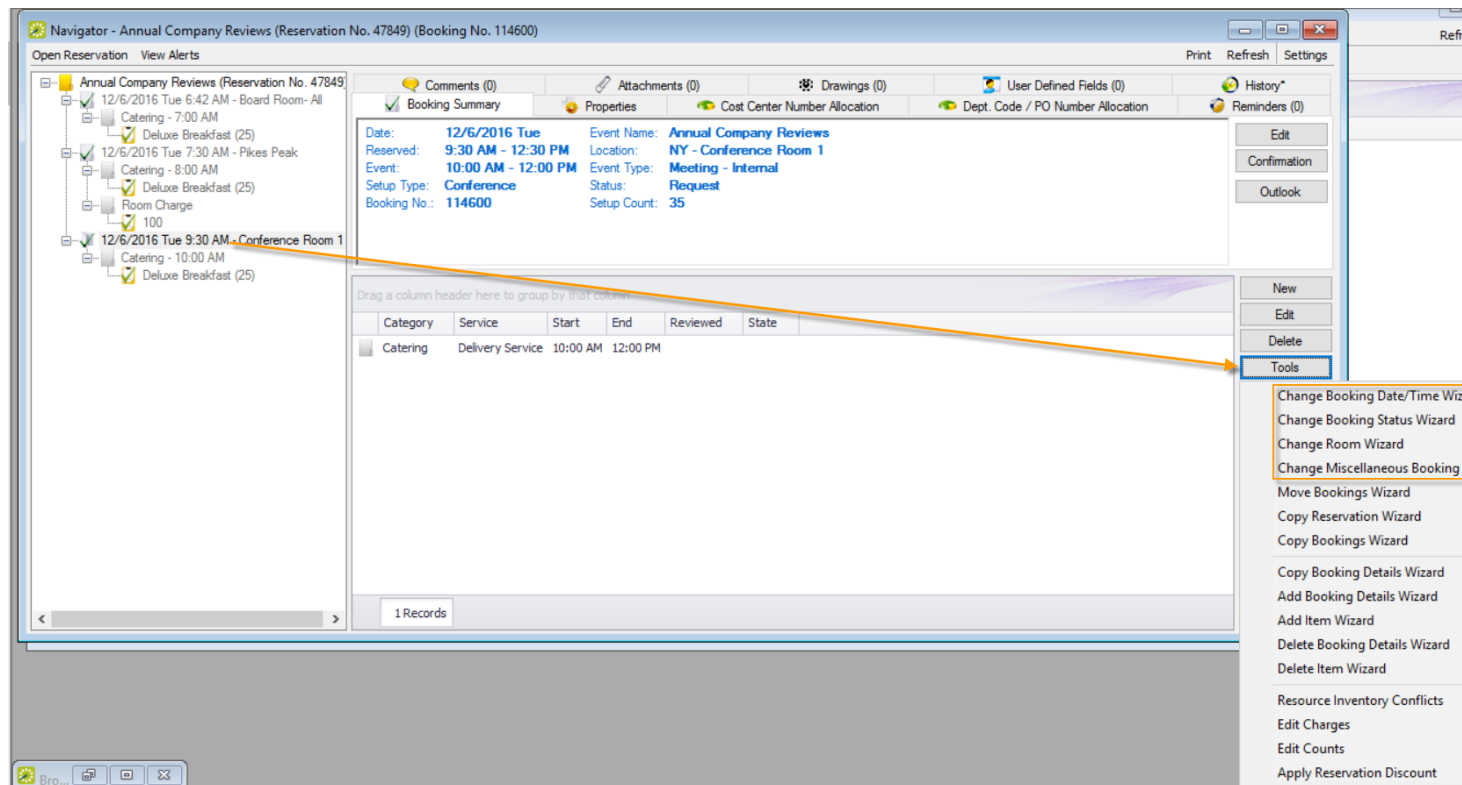 Navigator - Annual Company Reviews (Reservation No. 47849) (Booking No. 114600)
Open Reservation View Alerts Print Refresh Settings
Annual Company Reviews (Reservation No. 47849)
12/6/2016 Tue 6:42 AM - Board Room- All
Catering - 7:00 AM
Deluxe Breakfast (25)
12/6/2016 Tue 7:30 AM - Pikes Peak
Catering - 8:00 AM
Deluxe Breakfast (25)
Room Charge
100
12/6/2016 Tue 9:30 AM - Conference Room 1
Catering - 10:00 AM
Deluxe Breakfast (25)
Comments (0) Attachments (0) Drawings (0) User Defined Fields (0) History*
Booking Summary Properties Cost Center Number Allocation Dept. Code / PO Number Allocation Reminders (0)
Date: 12/6/2016 Tue Event Name: Annual Company Reviews
Reserved: 9:30 AM - 12:30 PM Location: NY - Conference Room 1
Event: 10:00 AM - 12:00 PM Event Type: Meeting - Internal
Setup Type: Conference Status: Request
Booking No.: 114600 Setup Count: 35
Edit
Confirmation
Outlook
Drag a column header here to group by that column
Category Service Start End Reviewed State
Catering Delivery Service 10:00 AM 12:00 PM
1 Records
New
Edit
Delete
Tools
Change Booking Date/Time Wiz
Change Booking Status Wizard
Change Room Wizard
Change Miscellaneous Booking
Move Bookings Wizard
Copy Reservation Wizard
Copy Bookings Wizard
Copy Booking Details Wizard
Add Booking Details Wizard
Add Item Wizard
Delete Booking Details Wizard
Delete Item Wizard
Resource Inventory Conflicts
Edit Charges
Edit Counts
Apply Reservation Discount
Refr
Bro...